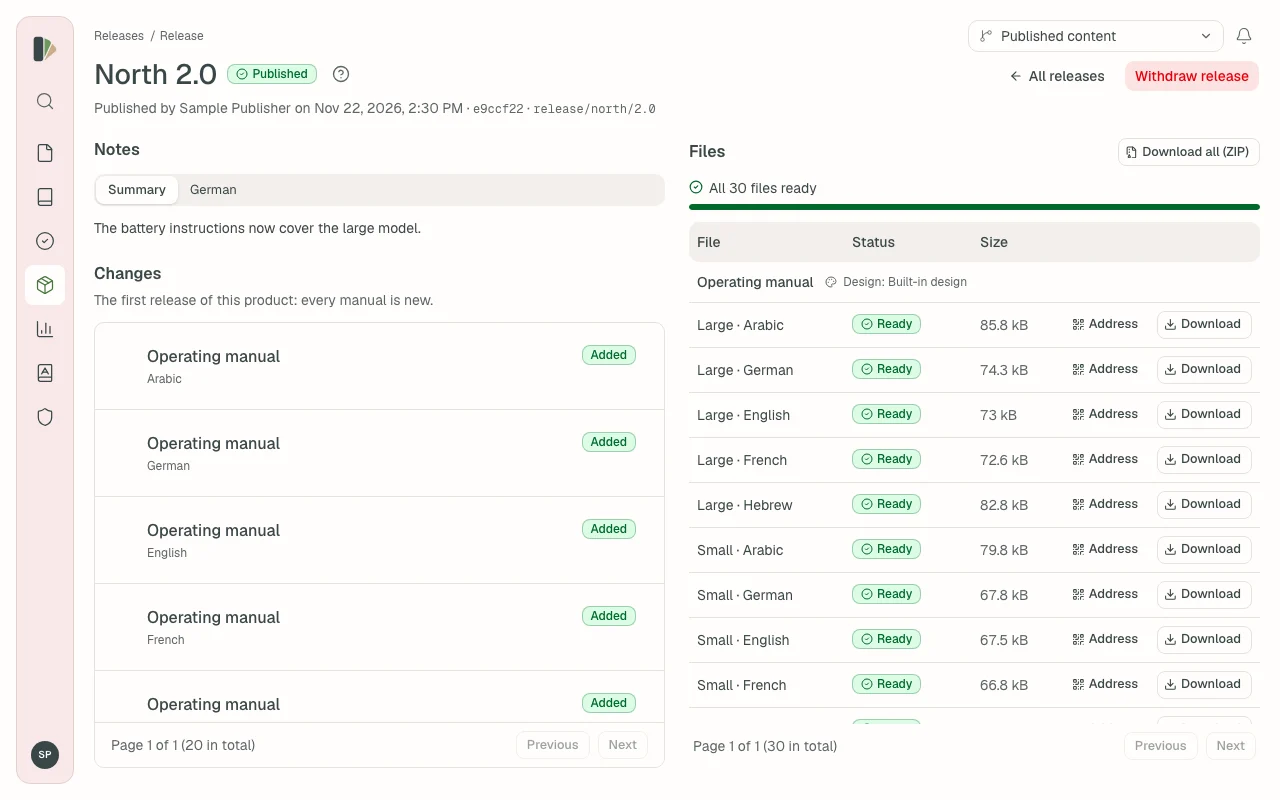 Releases / Release
Published content
North 2.0
Published
All releases
Withdraw release
Published by Sample Publisher on Nov 22, 2026, 2:30 PM · e9ccf22 · release/north/2.0
Notes
Summary
German
The battery instructions now cover the large model.
Changes
The first release of this product: every manual is new.
Operating manual
Added
Arabic
Operating manual
Added
German
Operating manual
Added
English
Operating manual
Added
French
Operating manual
Added
Page 1 of 1 (20 in total)
Previous
Next
Files
Download all (ZIP)
All 30 files ready
File Status Size
Operating manual Design: Built-in design
Large · Arabic Ready 85.8 kB Address Download
Large · German Ready 74.3 kB Address Download
Large · English Ready 73 kB Address Download
Large · French Ready 72.6 kB Address Download
Large · Hebrew Ready 82.8 kB Address Download
Small · Arabic Ready 79.8 kB Address Download
Small · German Ready 67.8 kB Address Download
Small · English Ready 67.5 kB Address Download
Small · French Ready 66.8 kB Address Download
Page 1 of 1 (30 in total)
Previous
Next
SP